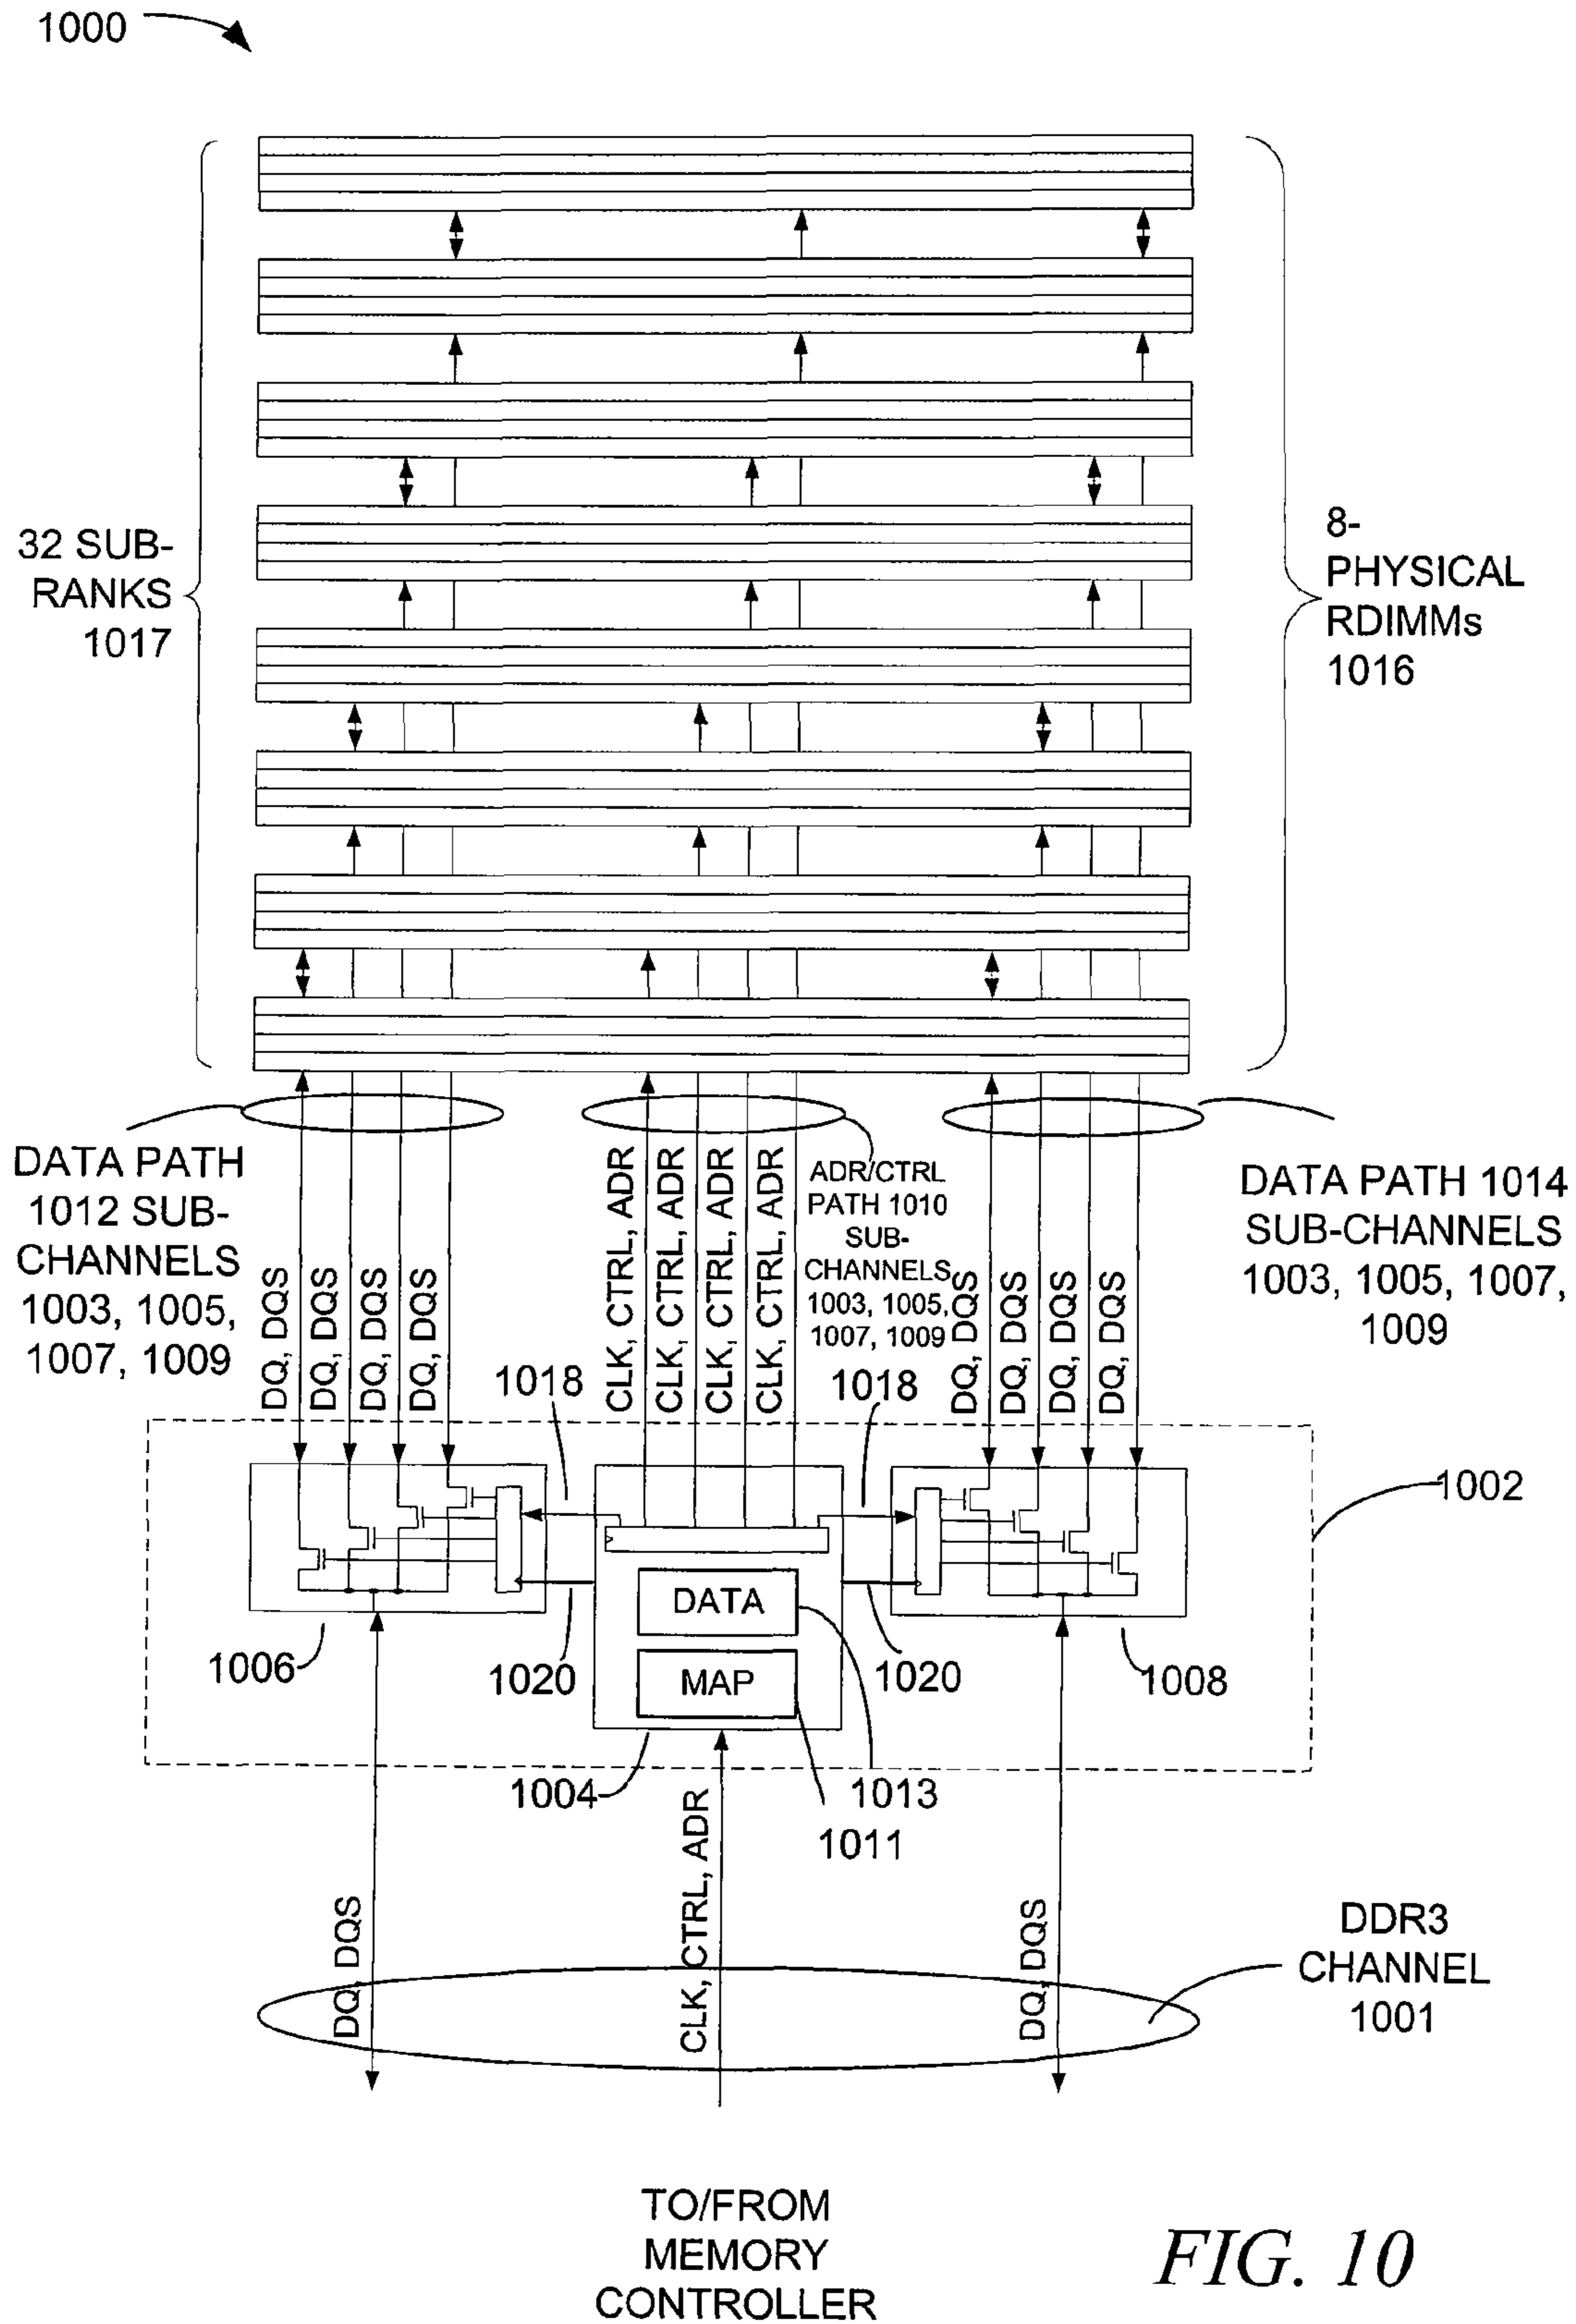 1000
32 SUB-
RANKS
1017
8-
PHYSICAL
RDIMMs
1016
DATA PATH
1012 SUB-
CHANNELS
1003, 1005,
1007, 1009
DQ, DQS
DQ, DQS
DQ, DQS
DQ, DQS
CLK, CTRL, ADR
CLK, CTRL, ADR
CLK, CTRL, ADR
CLK, CTRL, ADR
ADR/CTRL
PATH 1010
SUB-
CHANNELS
1003, 1005,
1007, 1009
DQ, DQS
DQ, DQS
DQ, DQS
DQ, DQS
DATA PATH 1014
SUB-CHANNELS
1003, 1005, 1007,
1009
1018
1018
1002
DATA
MAP
1006
1020
1020
1008
1004
1013
1011
DQ, DQS
CLK, CTRL, ADR
DQ, DQS
DDR3
CHANNEL
1001
TO/FROM
MEMORY
CONTROLLER
FIG. 10